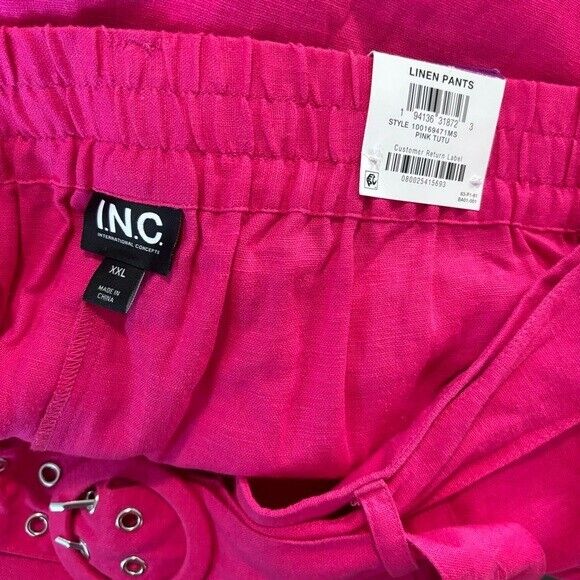 LINEN PANTS
1 94136 31872 3
STYLE 100169471MS
PINK TUTU
Customer Return Label
080025415693
I.N.C.
INTERNATIONAL CONCEPTS
XXL
MADE IN
CHINA